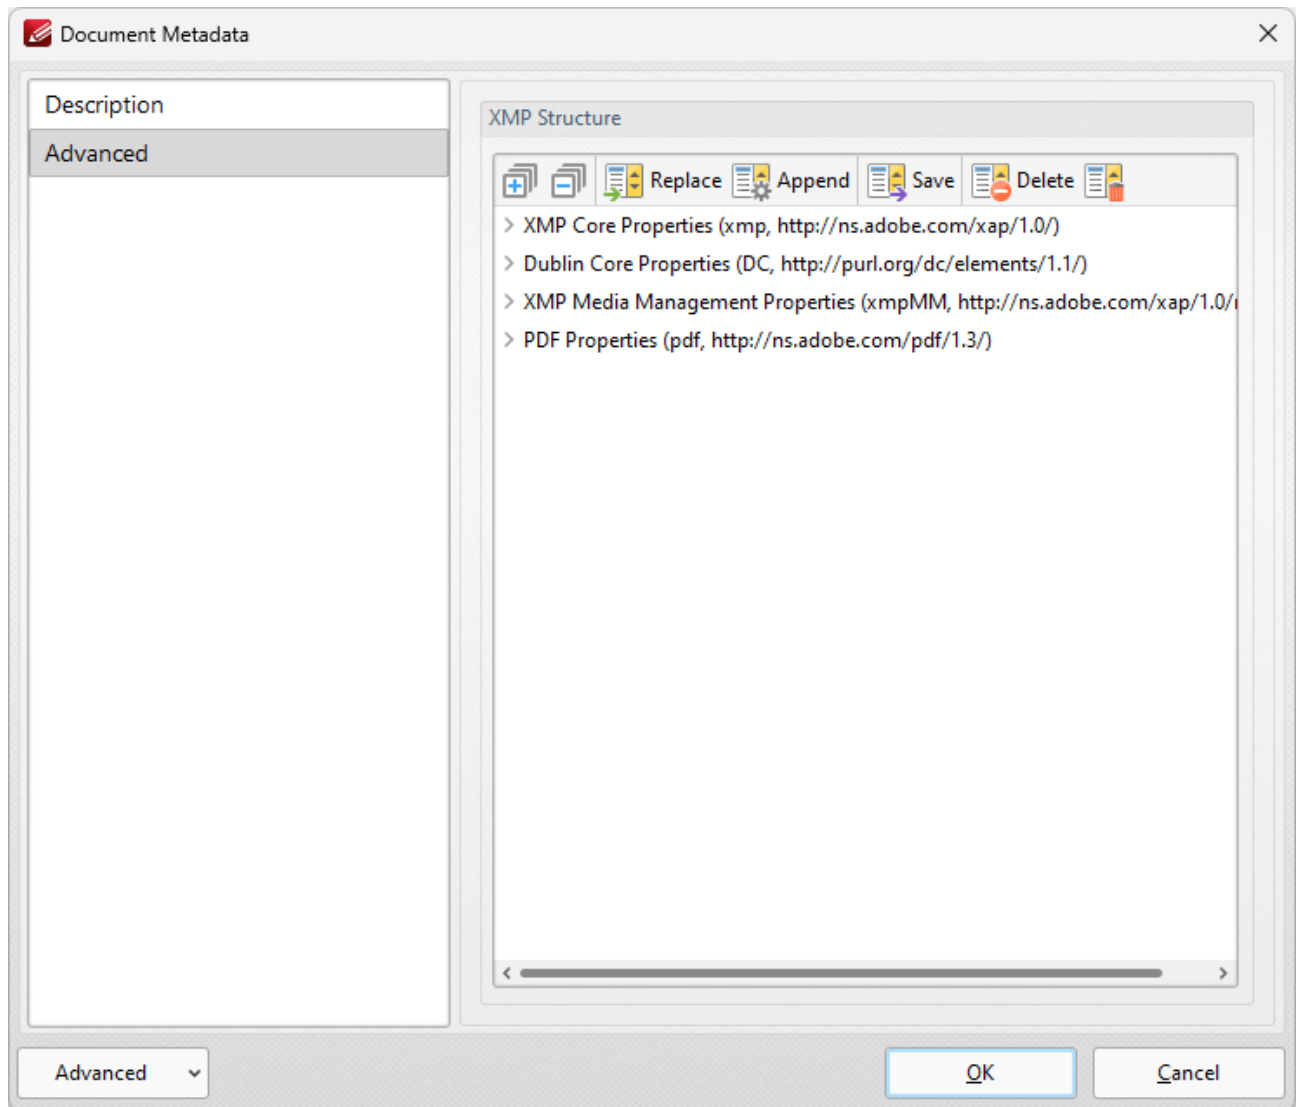 Document Metadata
Description
Advanced
XMP Structure
Replace Append Save Delete
XMP Core Properties (xmp, http://ns.adobe.com/xap/1.0/)
Dublin Core Properties (DC, http://purl.org/dc/elements/1.1/)
XMP Media Management Properties (xmpMM, http://ns.adobe.com/xap/1.0/
PDF Properties (pdf, http://ns.adobe.com/pdf/1.3/)
Advanced OK Cancel